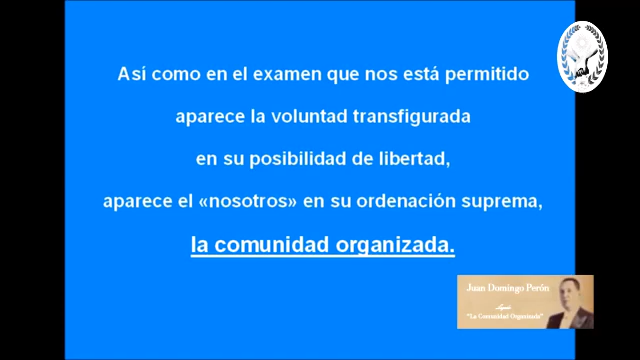 Así como en el examen que nos está permitido
aparece la voluntad transfigurada
en su posibilidad de libertad,
aparece el «nosotros» en su ordenación suprema,
la comunidad organizada.
Juan Domingo Perón
"La Comunidad Organizada"